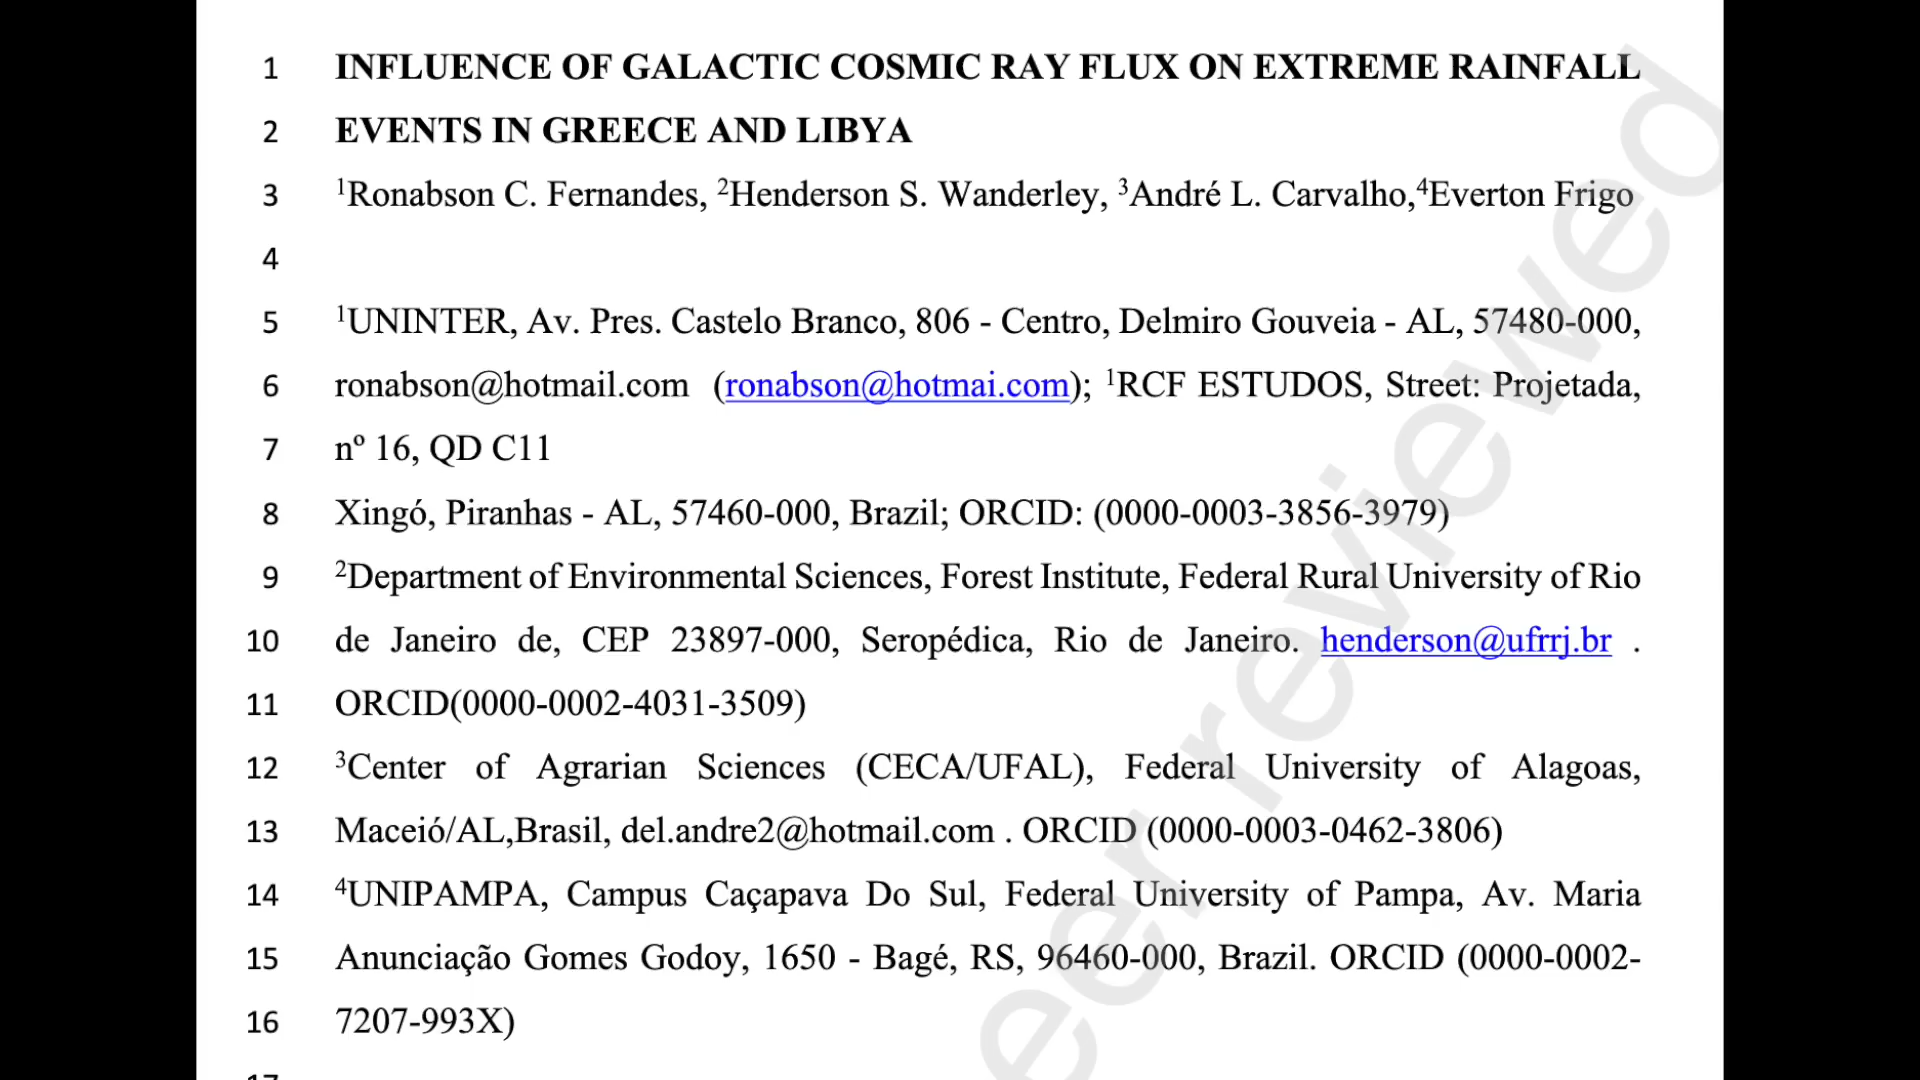 1 INFLUENCE OF GALACTIC COSMIC RAY FLUX ON EXTREME RAINFALL
2 EVENTS IN GREECE AND LIBYA
3 ¹Ronabson C. Fernandes, ²Henderson S. Wanderley, ³André L. Carvalho,⁴Everton Frigo
4
5 ¹UNINTER, Av. Pres. Castelo Branco, 806 - Centro, Delmiro Gouveia - AL, 57480-000,
6 ronabson@hotmail.com (ronabson@hotmai.com); ¹RCF ESTUDOS, Street: Projetada,
7 nº 16, QD C11
8 Xingó, Piranhas - AL, 57460-000, Brazil; ORCID: (0000-0003-3856-3979)
9 ²Department of Environmental Sciences, Forest Institute, Federal Rural University of Rio
10 de Janeiro de, CEP 23897-000, Seropédica, Rio de Janeiro. henderson@ufrrj.br .
11 ORCID(0000-0002-4031-3509)
12 ³Center of Agrarian Sciences (CECA/UFAL), Federal University of Alagoas,
13 Maceió/AL,Brasil, del.andre2@hotmail.com . ORCID (0000-0003-0462-3806)
14 ⁴UNIPAMPA, Campus Caçapava Do Sul, Federal University of Pampa, Av. Maria
15 Anunciação Gomes Godoy, 1650 - Bagé, RS, 96460-000, Brazil. ORCID (0000-0002-
16 7207-993X)
17
eer reviewed